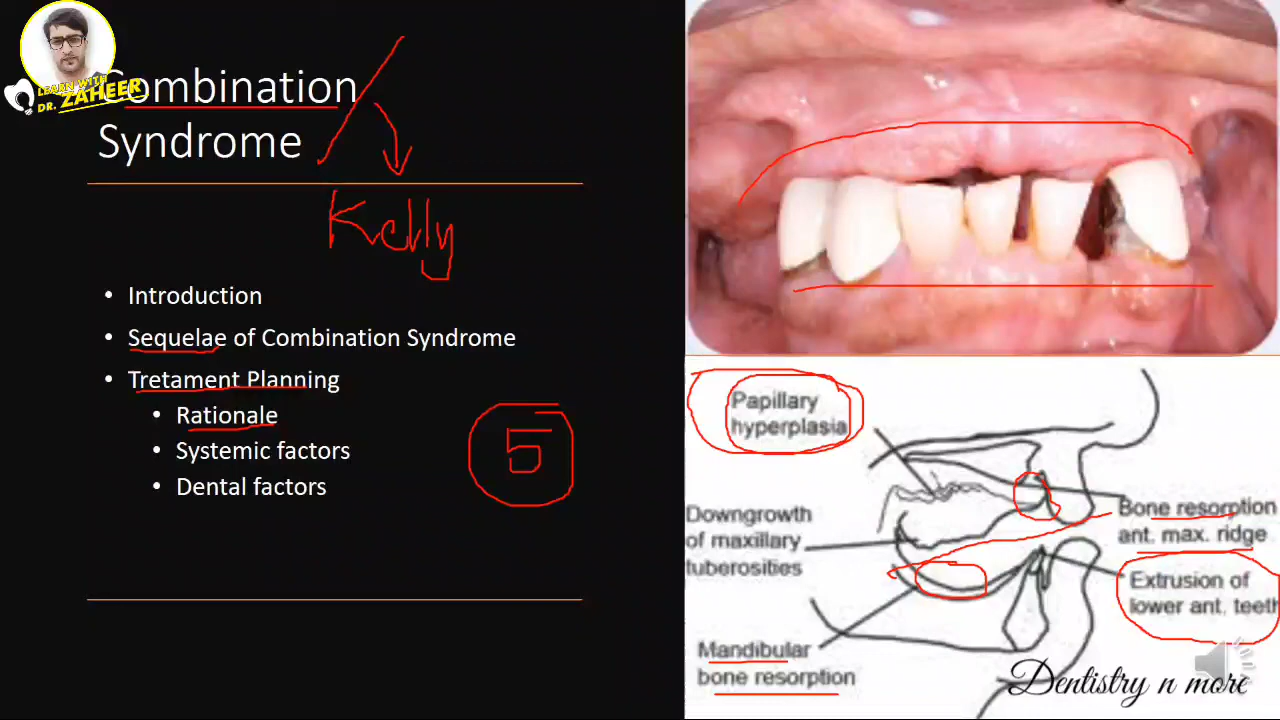 LEARN WITH
DR. ZAHEER
Combination
Syndrome
Kelly
• Introduction
• Sequelae of Combination Syndrome
• Tretament Planning
• Rationale
• Systemic factors
• Dental factors
5
Papillary
hyperplasia
Downgrowth
of maxillary
tuberosities
Bone resorption
ant. max. ridge
Extrusion of
lower ant. teeth
Mandibular
bone resorption
Dentistry n more